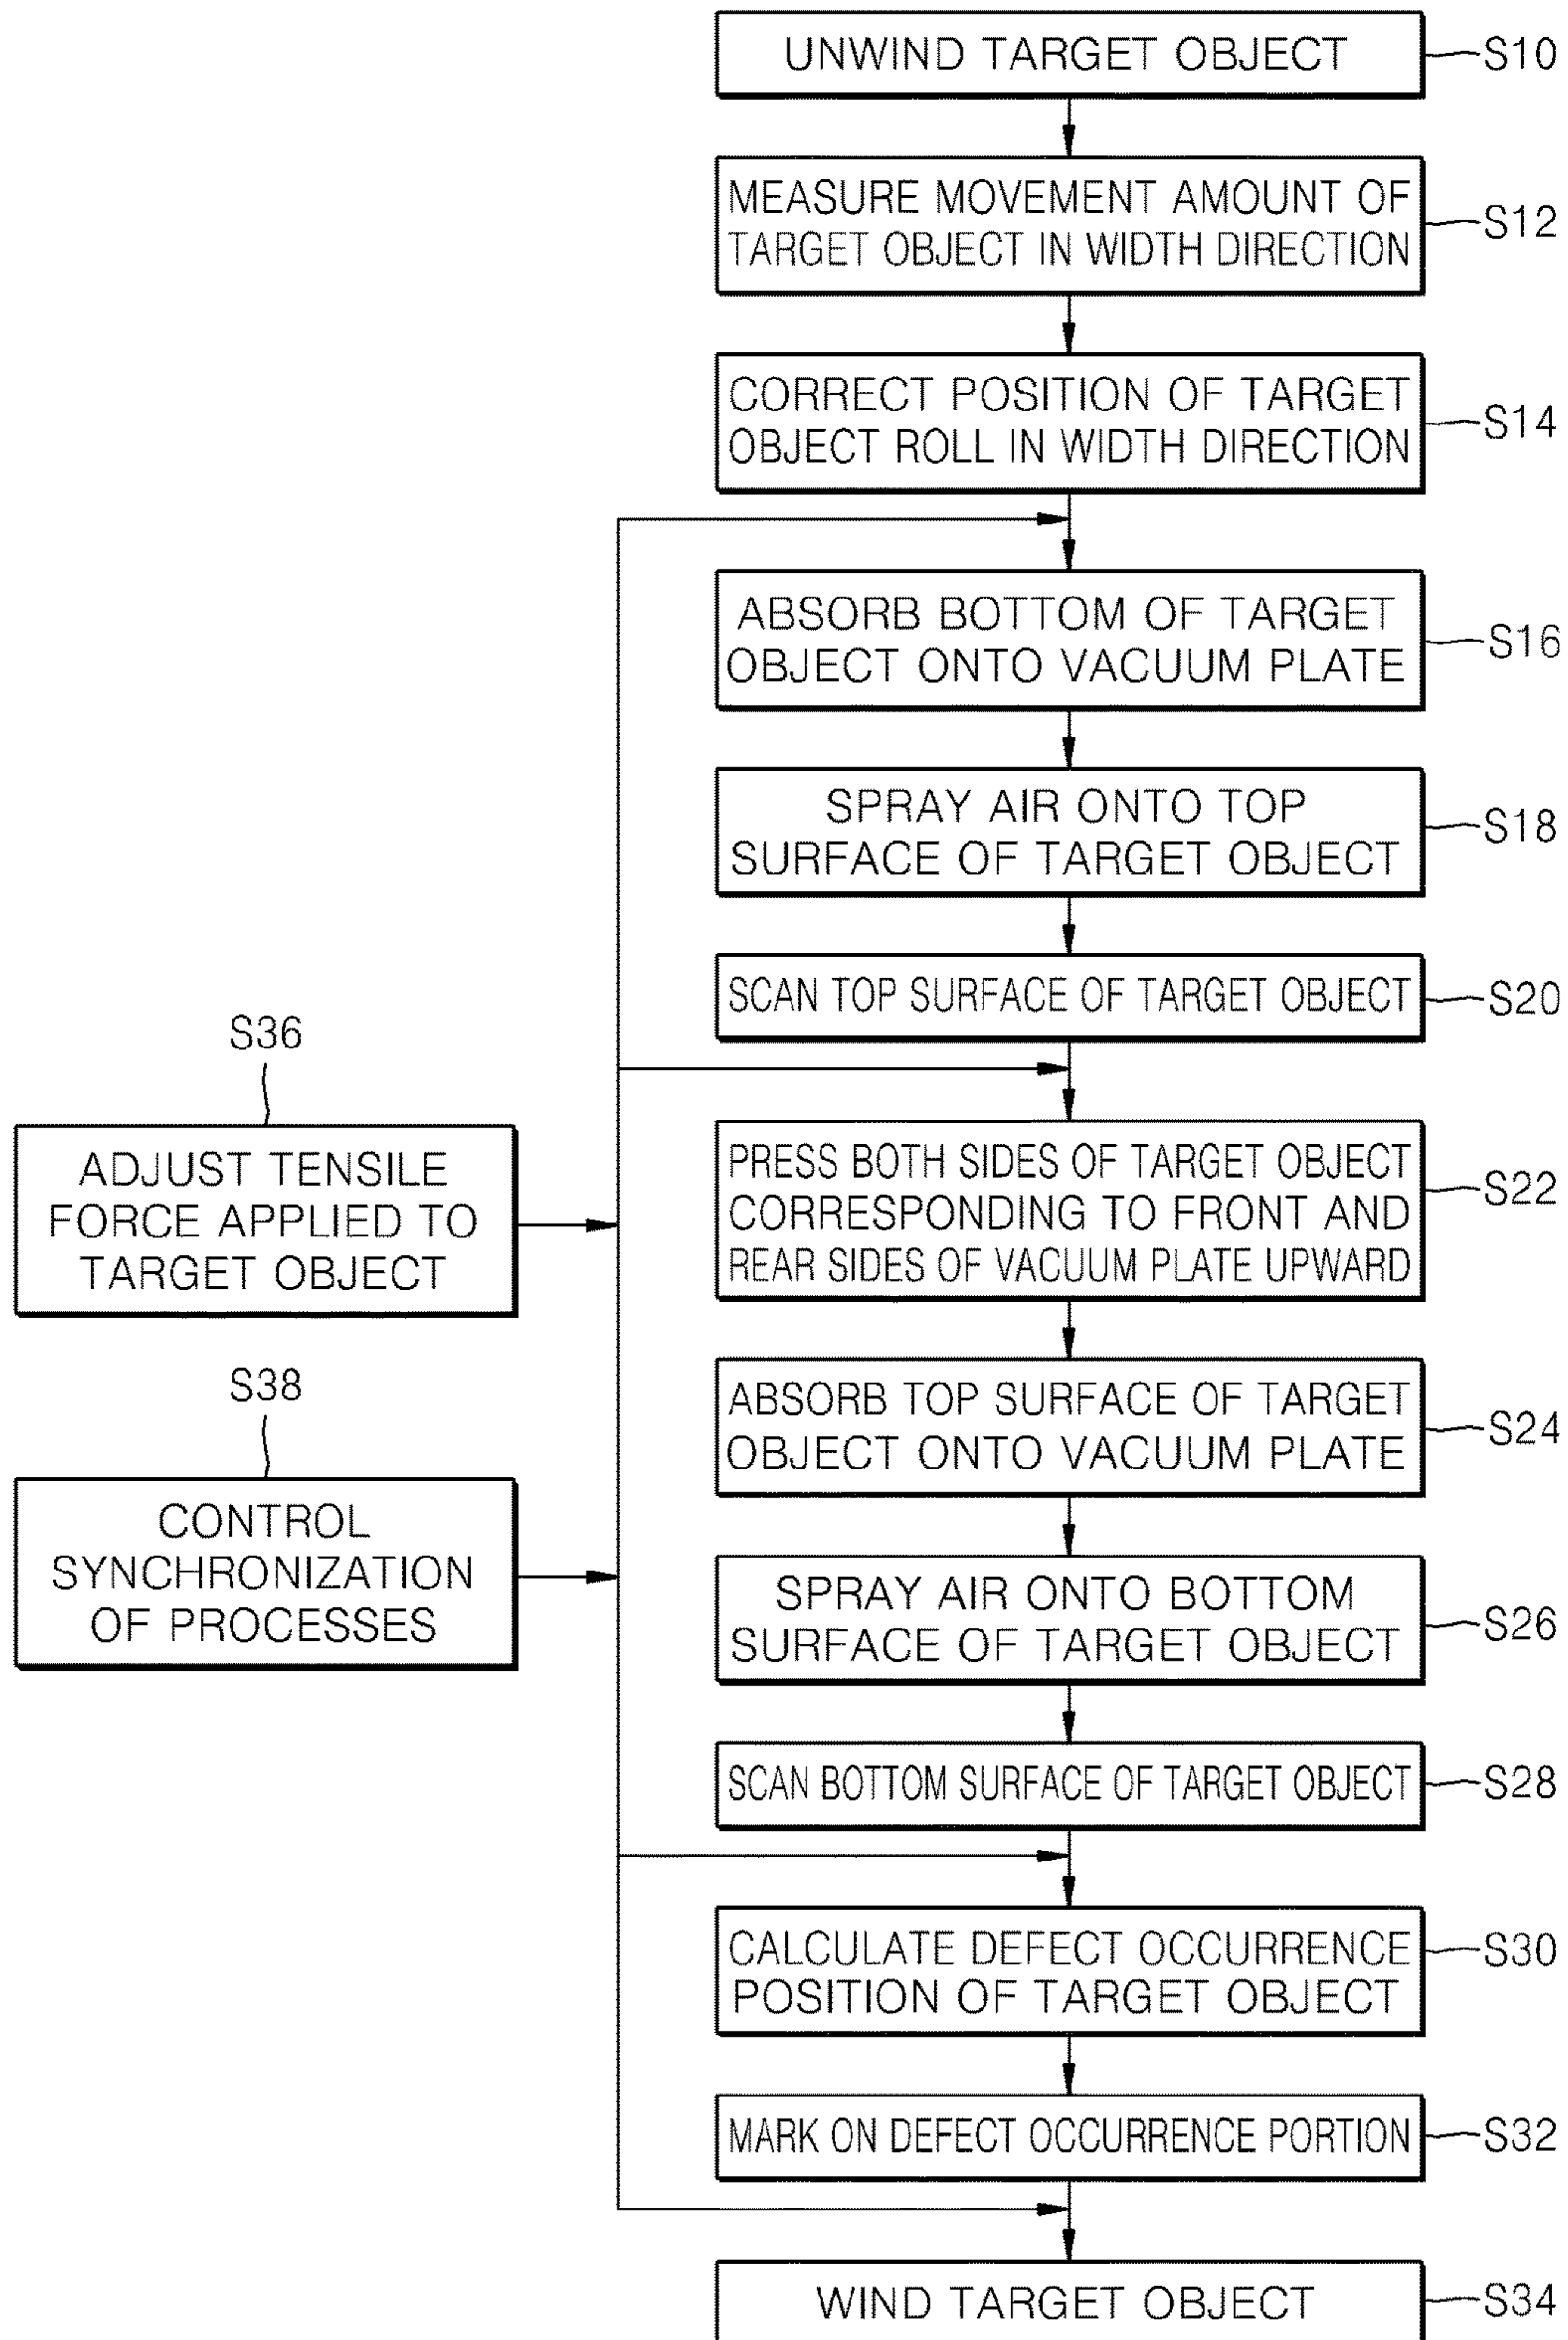 UNWIND TARGET OBJECT
S10
MEASURE MOVEMENT AMOUNT OF
TARGET OBJECT IN WIDTH DIRECTION
S12
CORRECT POSITION OF TARGET
OBJECT ROLL IN WIDTH DIRECTION
S14
ABSORB BOTTOM OF TARGET
OBJECT ONTO VACUUM PLATE
S16
SPRAY AIR ONTO TOP
SURFACE OF TARGET OBJECT
S18
SCAN TOP SURFACE OF TARGET OBJECT
S20
S36
ADJUST TENSILE
FORCE APPLIED TO
TARGET OBJECT
PRESS BOTH SIDES OF TARGET OBJECT
CORRESPONDING TO FRONT AND
REAR SIDES OF VACUUM PLATE UPWARD
S22
S38
CONTROL
SYNCHRONIZATION
OF PROCESSES
ABSORB TOP SURFACE OF TARGET
OBJECT ONTO VACUUM PLATE
S24
SPRAY AIR ONTO BOTTOM
SURFACE OF TARGET OBJECT
S26
SCAN BOTTOM SURFACE OF TARGET OBJECT
S28
CALCULATE DEFECT OCCURRENCE
POSITION OF TARGET OBJECT
S30
MARK ON DEFECT OCCURRENCE PORTION
S32
WIND TARGET OBJECT
S34